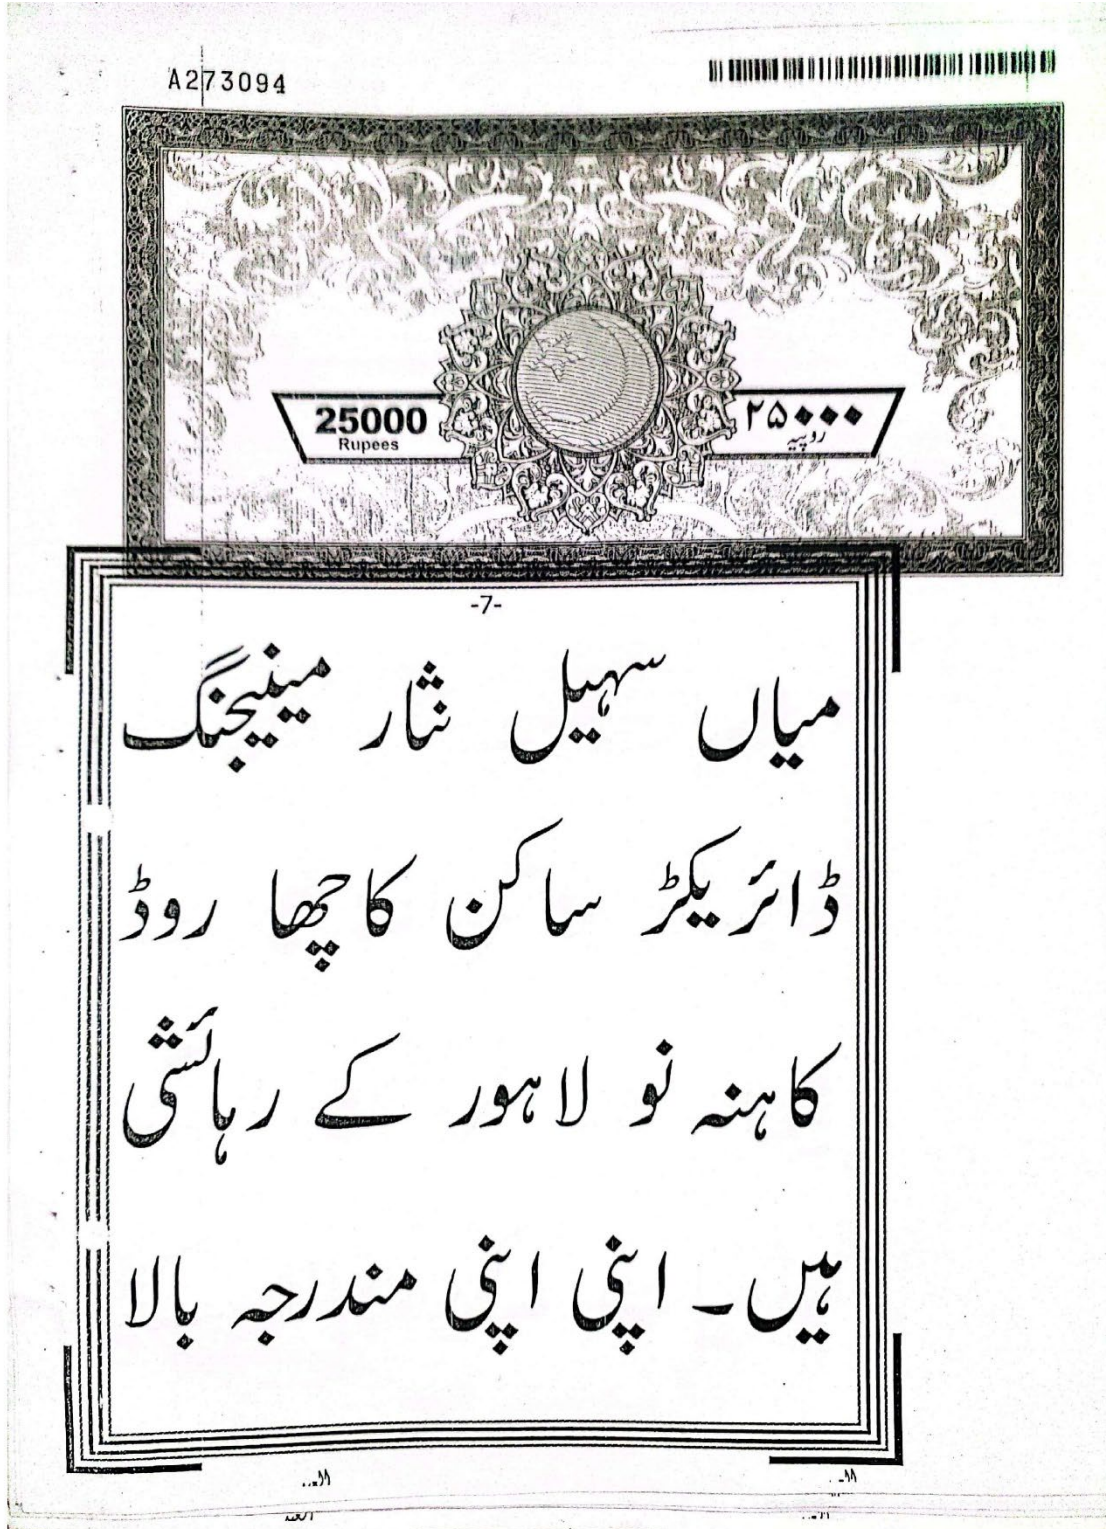 A273094
25000
Rupees
۲۵۰۰۰
روپیہ
-7-
میاں سہیل نثار مینیجنگ
ڈائریکٹر ساکن کاچھا روڈ
کاہنہ نو لاہور کے رہائشی
ہیں۔ اپنی اپنی مندرجہ بالا